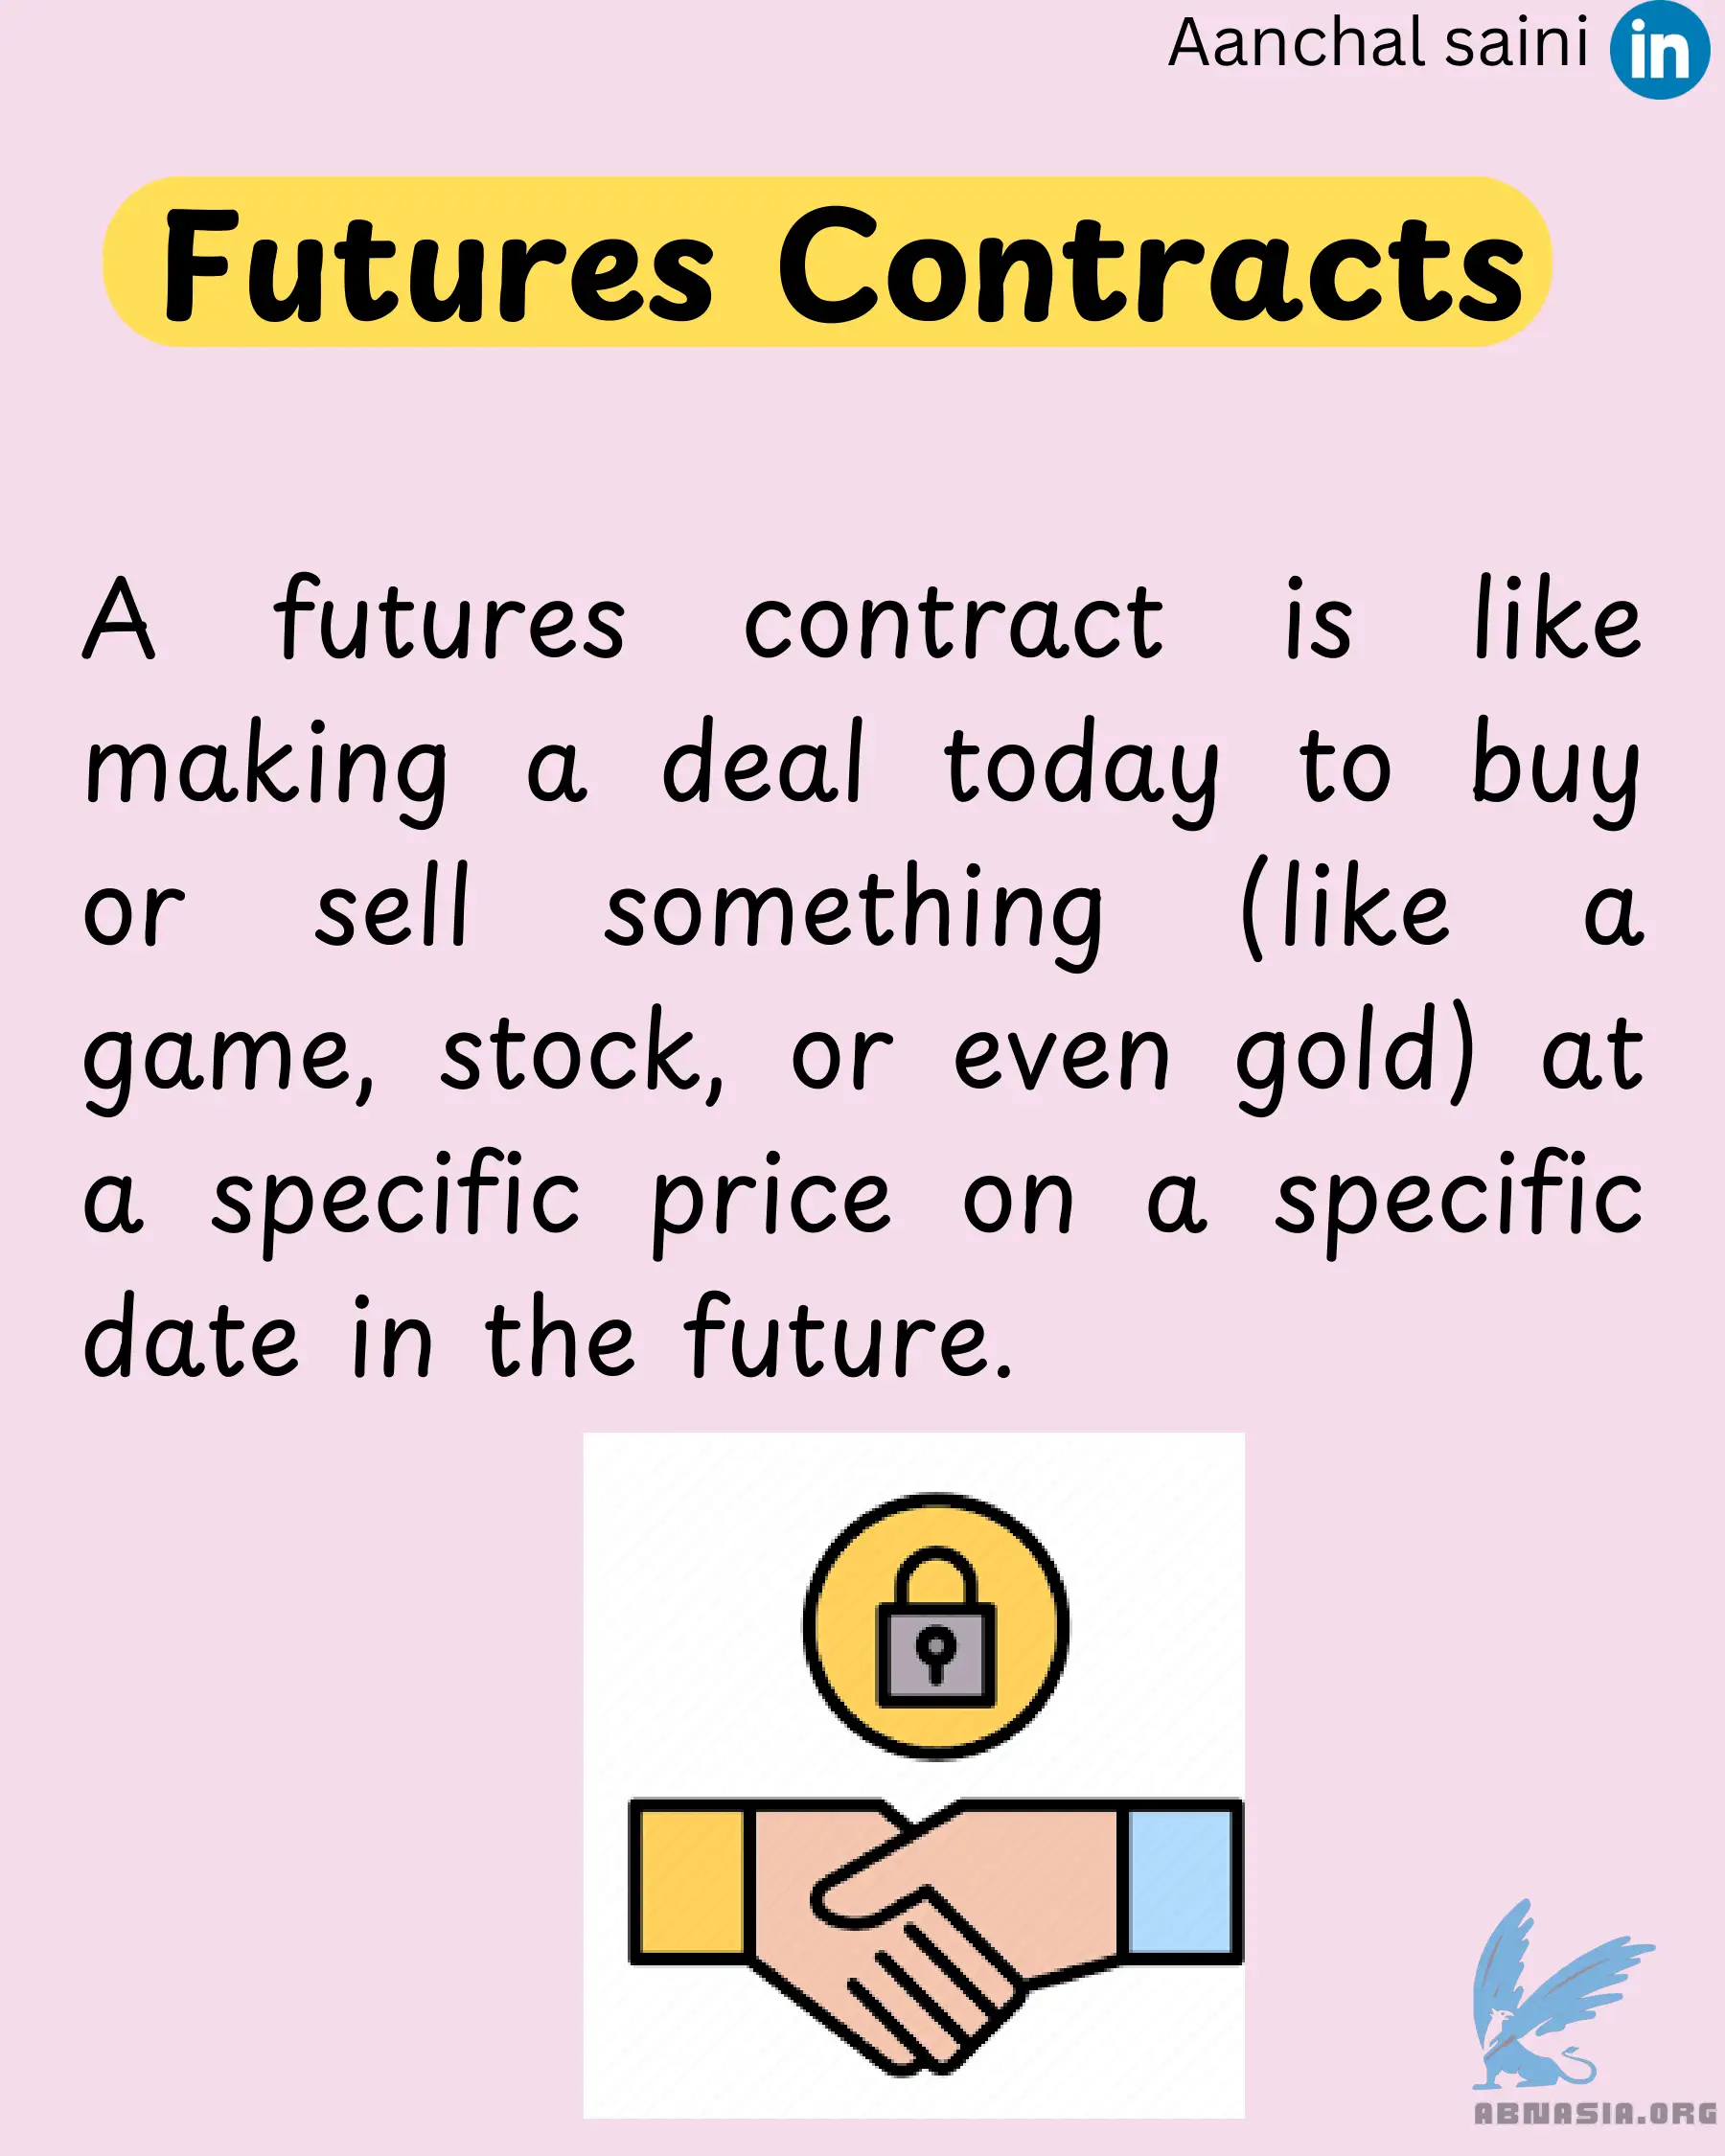 Aanchal saini in
Futures Contracts
A futures contract is like
making a deal today to buy
or sell something (like a
game, stock, or even gold) at
a specific price on a specific
date in the future.
ABNASIA.ORG